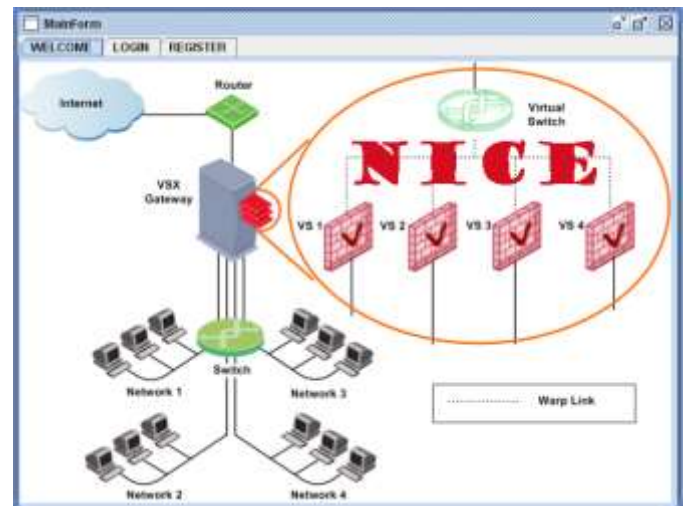 MainForm
WELCOME LOGIN REGISTER
Internet
Router
VSX
Gateway
Virtual
Switch
NICE
VS 1 VS 2 VS 3 VS 4
Switch
Network 1
Network 3
Warp Link
Network 2
Network 4